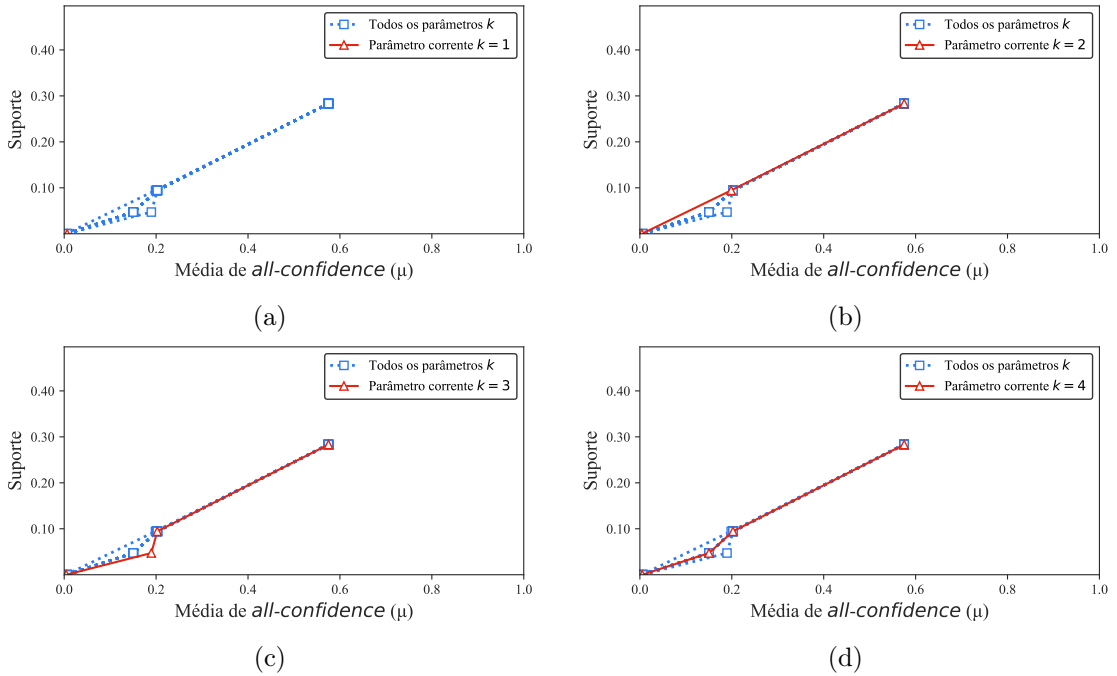 Todos os parâmetros k
Parâmetro corrente k = 1
0.40
0.30
0.20
0.10
Suporte
0.0 0.2 0.4 0.6 0.8 1.0
Média de all-confidence (μ)
(a)
Todos os parâmetros k
Parâmetro corrente k = 2
0.40
0.30
0.20
0.10
Suporte
0.0 0.2 0.4 0.6 0.8 1.0
Média de all-confidence (μ)
(b)
Todos os parâmetros k
Parâmetro corrente k = 3
0.40
0.30
0.20
0.10
Suporte
0.0 0.2 0.4 0.6 0.8 1.0
Média de all-confidence (μ)
(c)
Todos os parâmetros k
Parâmetro corrente k = 4
0.40
0.30
0.20
0.10
Suporte
0.0 0.2 0.4 0.6 0.8 1.0
Média de all-confidence (μ)
(d)